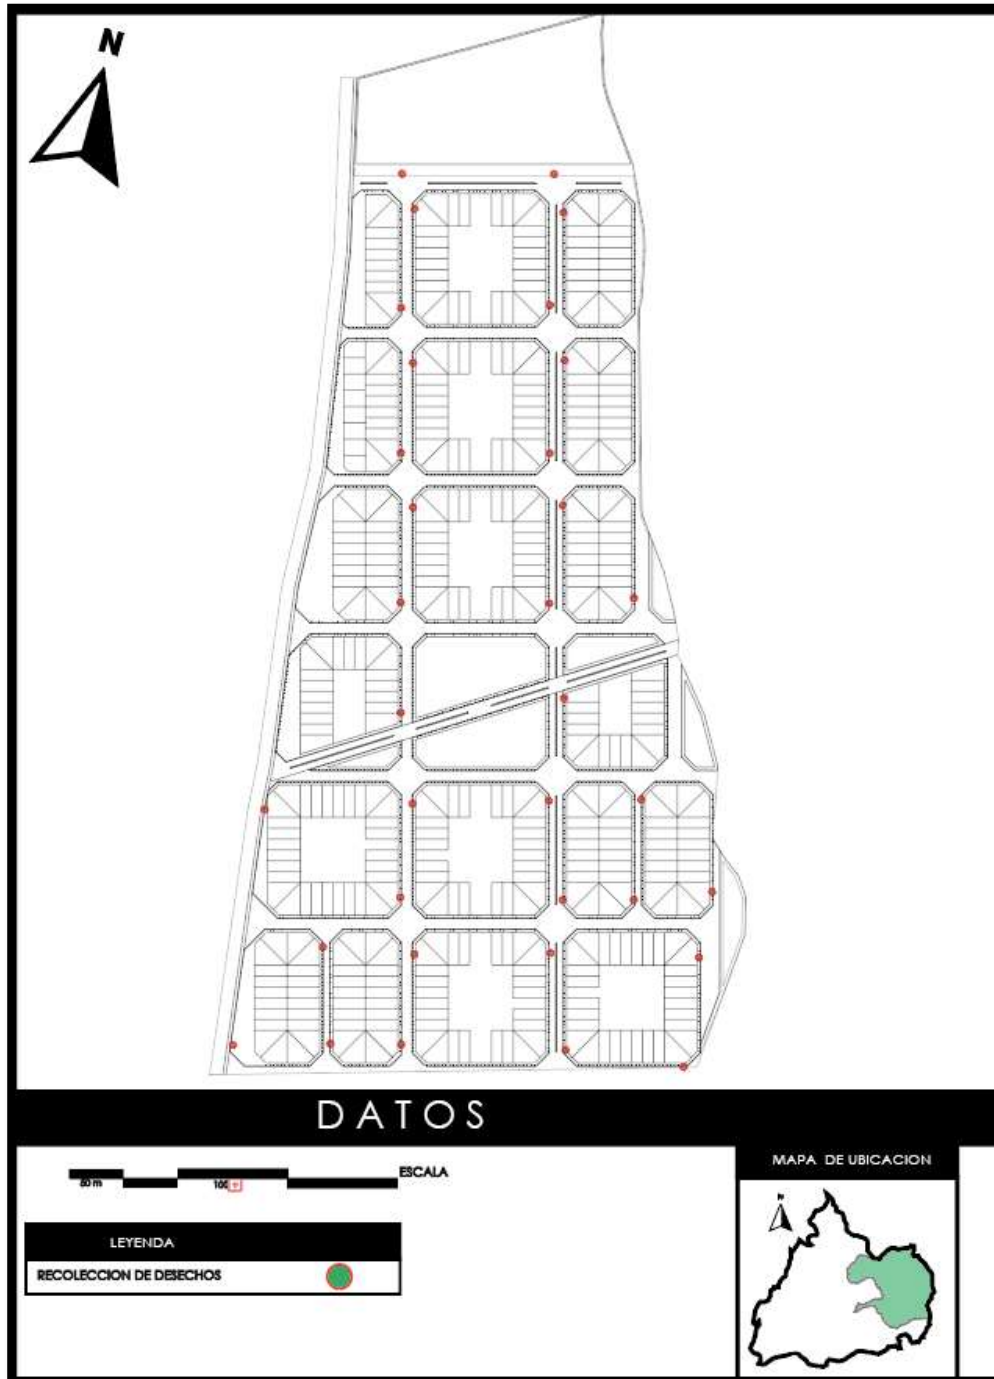 N
DATOS
ESCALA
50 m
100
MAPA DE UBICACION
N
LEYENDA
RECOLECCION DE DESECHOS